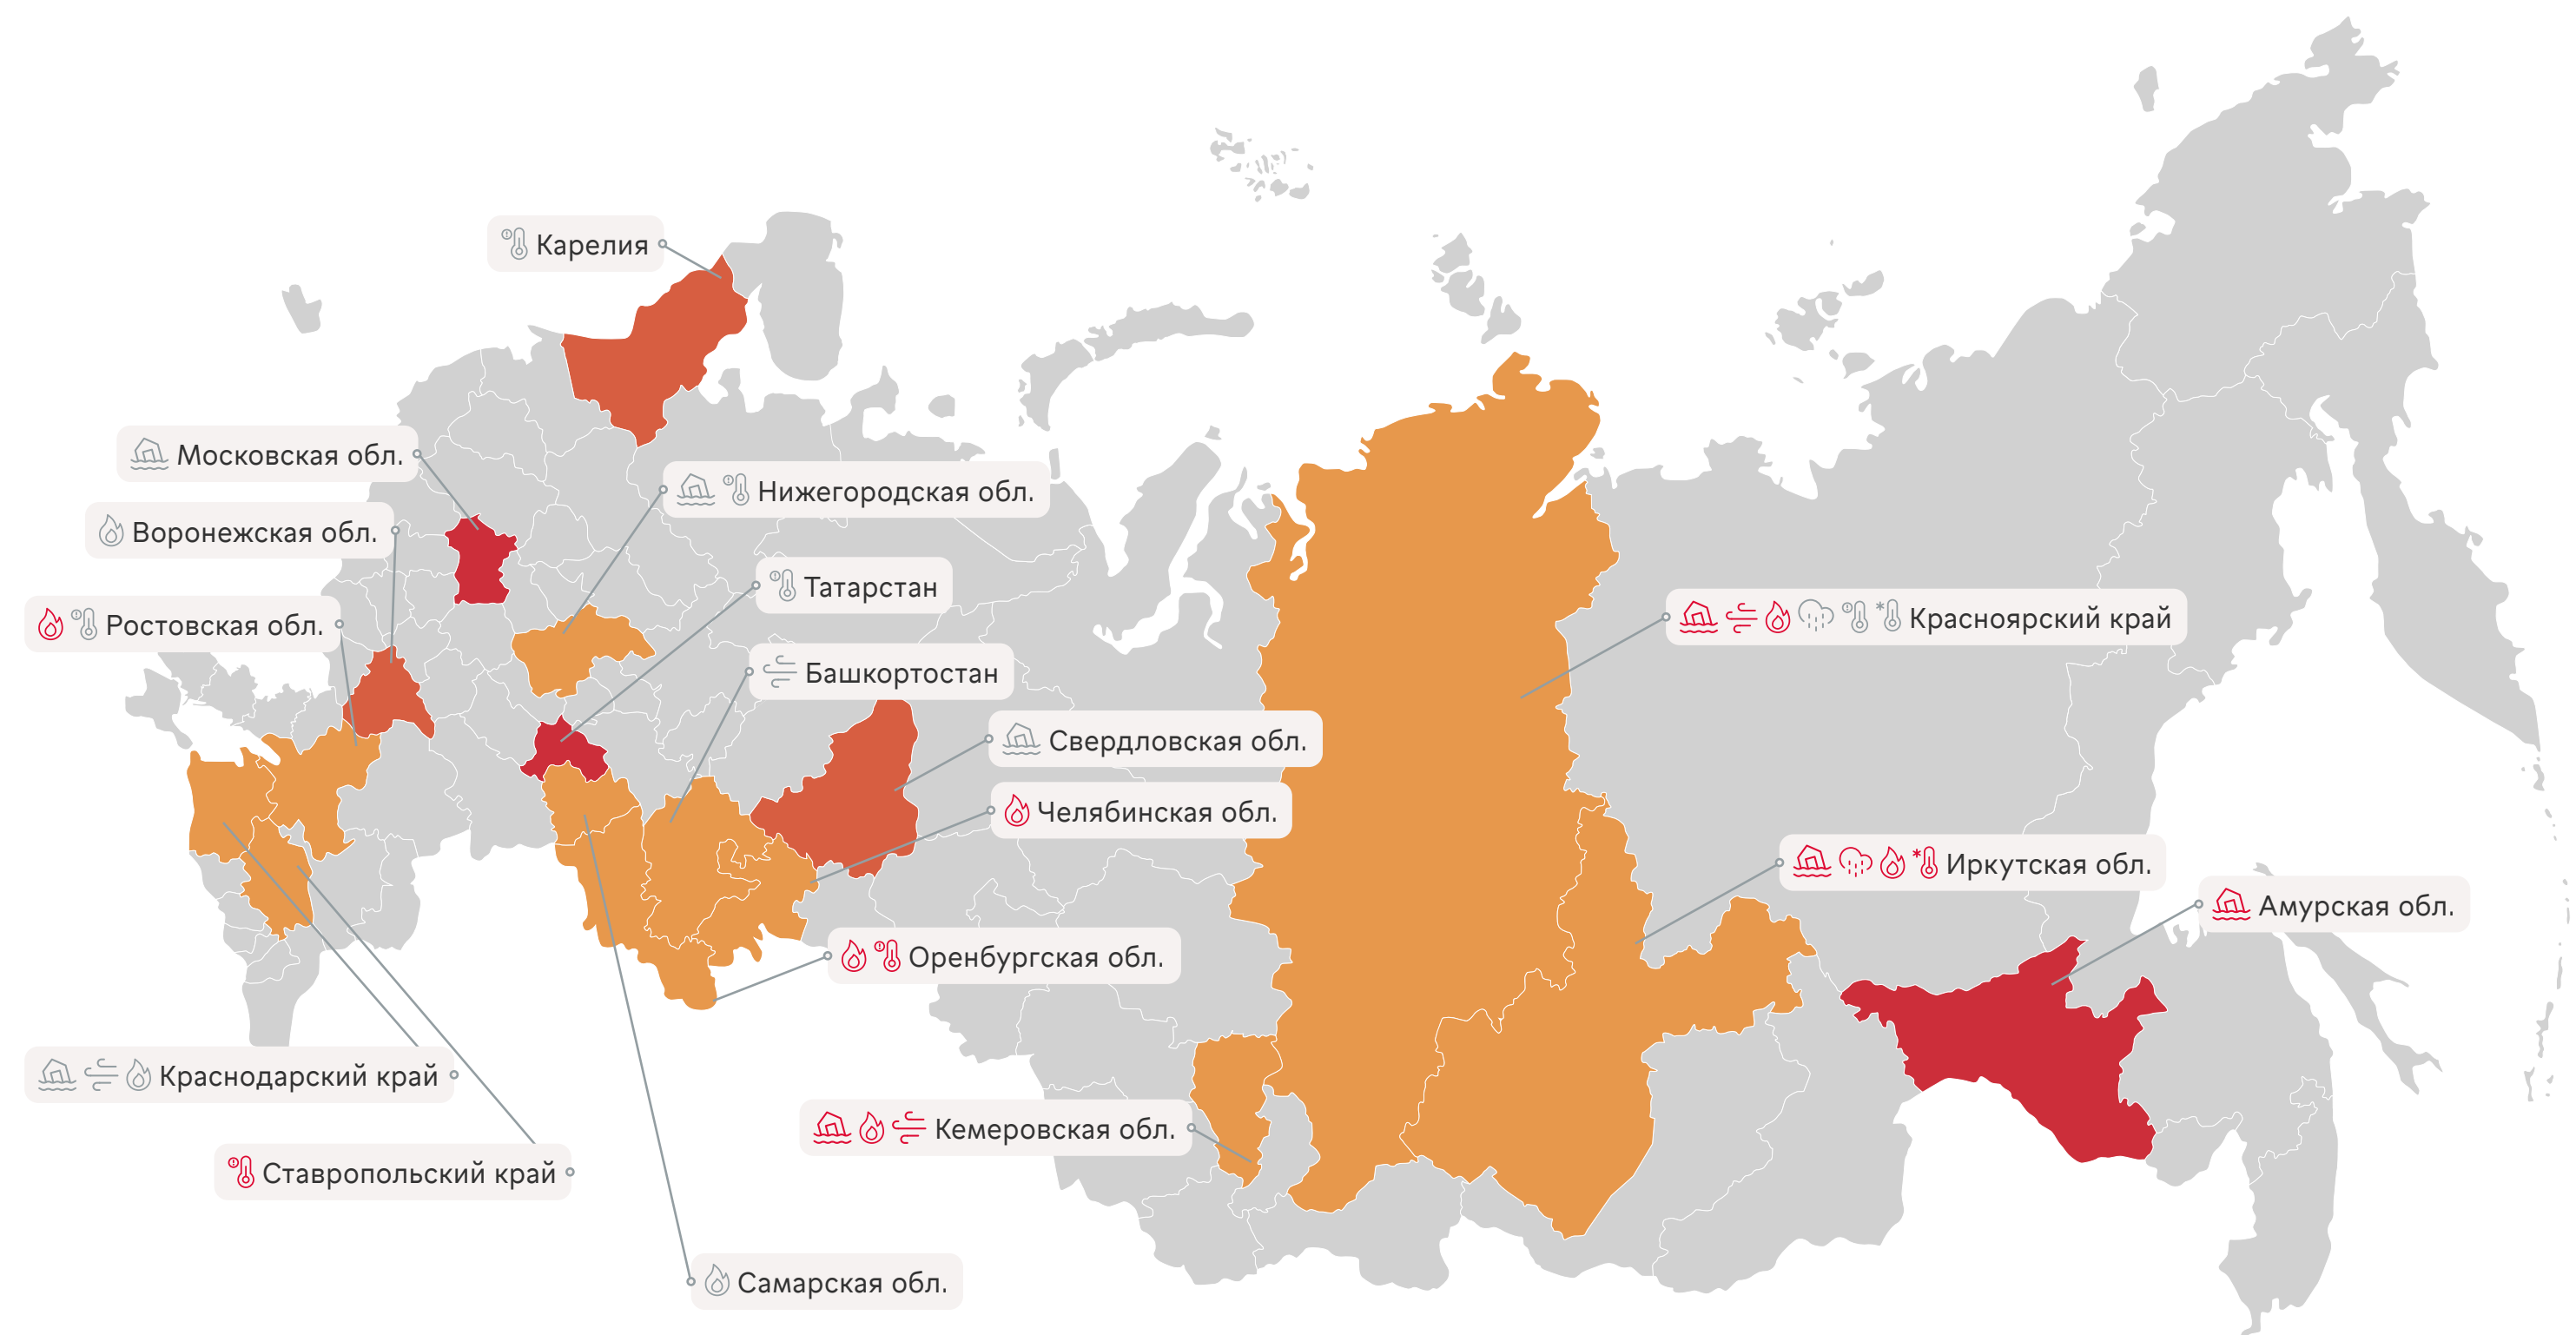 Карелия
Московская обл.
Нижегородская обл.
Воронежская обл.
Татарстан
Ростовская обл.
Красноярский край
Башкортостан
Свердловская обл.
Челябинская обл.
Иркутская обл.
Амурская обл.
Оренбургская обл.
Краснодарский край
Кемеровская обл.
Ставропольский край
Самарская обл.